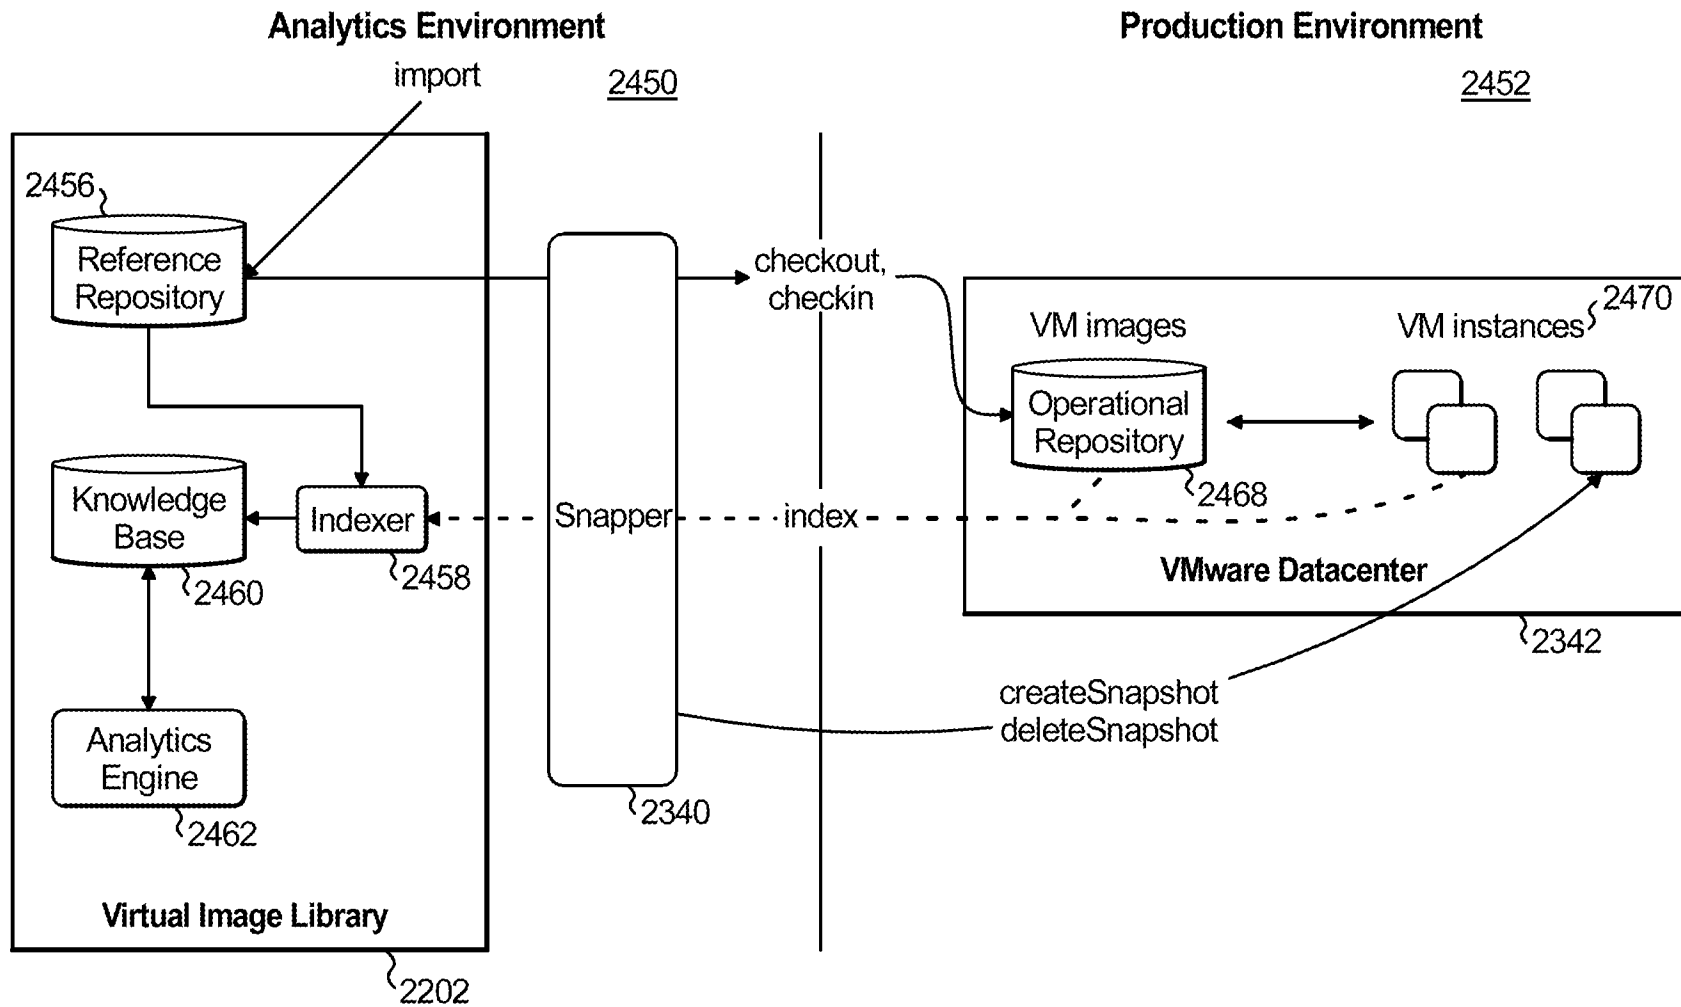 Analytics Environment
Production Environment
import
2450
2452
2456
Reference
Repository
checkout,
checkin
VM images
VM instances
2470
Operational
Repository
2468
Knowledge
Base
2460
Indexer
2458
Snapper
index
VMware Datacenter
2342
createSnapshot
deleteSnapshot
Analytics
Engine
2462
2340
Virtual Image Library
2202